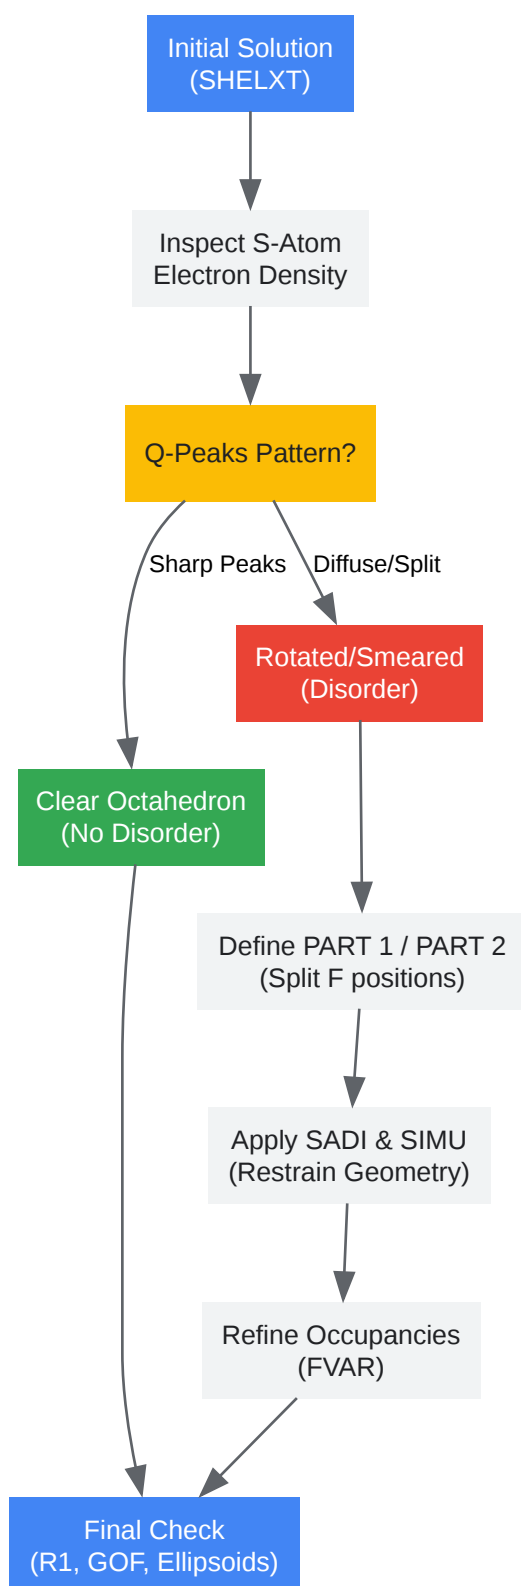 Initial Solution
(SHELXT)
Inspect S-Atom
Electron Density
Q-Peaks Pattern?
Sharp Peaks
Diffuse/Split
Rotated/Smeared
(Disorder)
Clear Octahedron
(No Disorder)
Define PART 1 / PART 2
(Split F positions)
Apply SADI & SIMU
(Restrain Geometry)
Refine Occupancies
(FVAR)
Final Check
(R1, GOF, Ellipsoids)